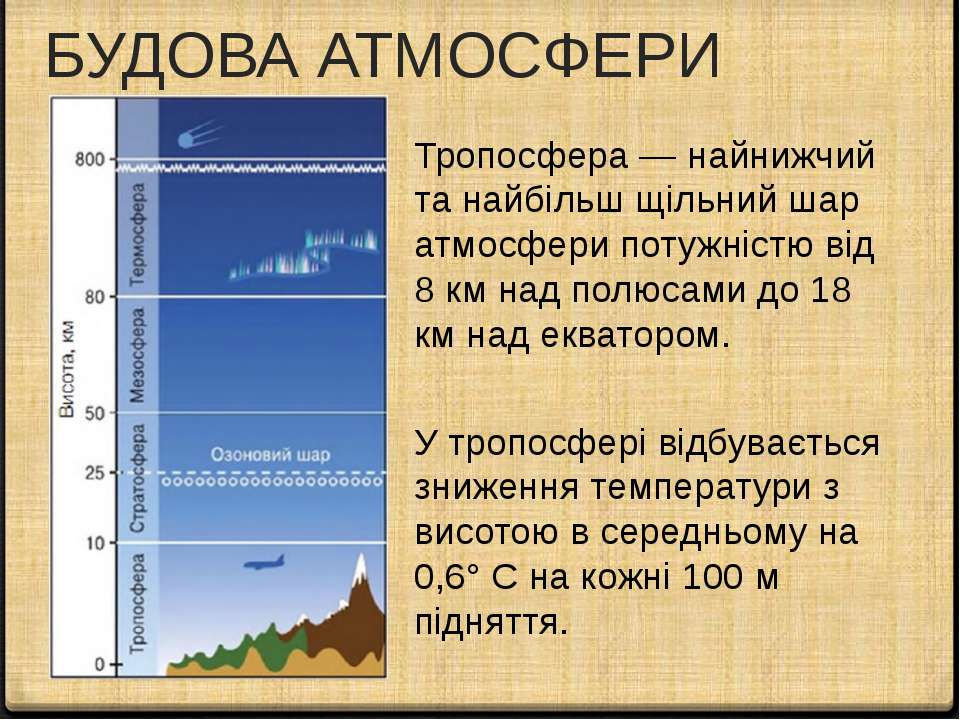 БУДОВА АТМОСФЕРИ
800
Термосфера
80
Висота, км
Мезосфера
50
Озоновий шар
25
Стратосфера
10
Тропосфера
0
Тропосфера — найнижчий
та найбільш щільний шар
атмосфери потужністю від
8 км над полюсами до 18
км над екватором.
У тропосфері відбувається
зниження температури з
висотою в середньому на
0,6° С на кожні 100 м
підняття.